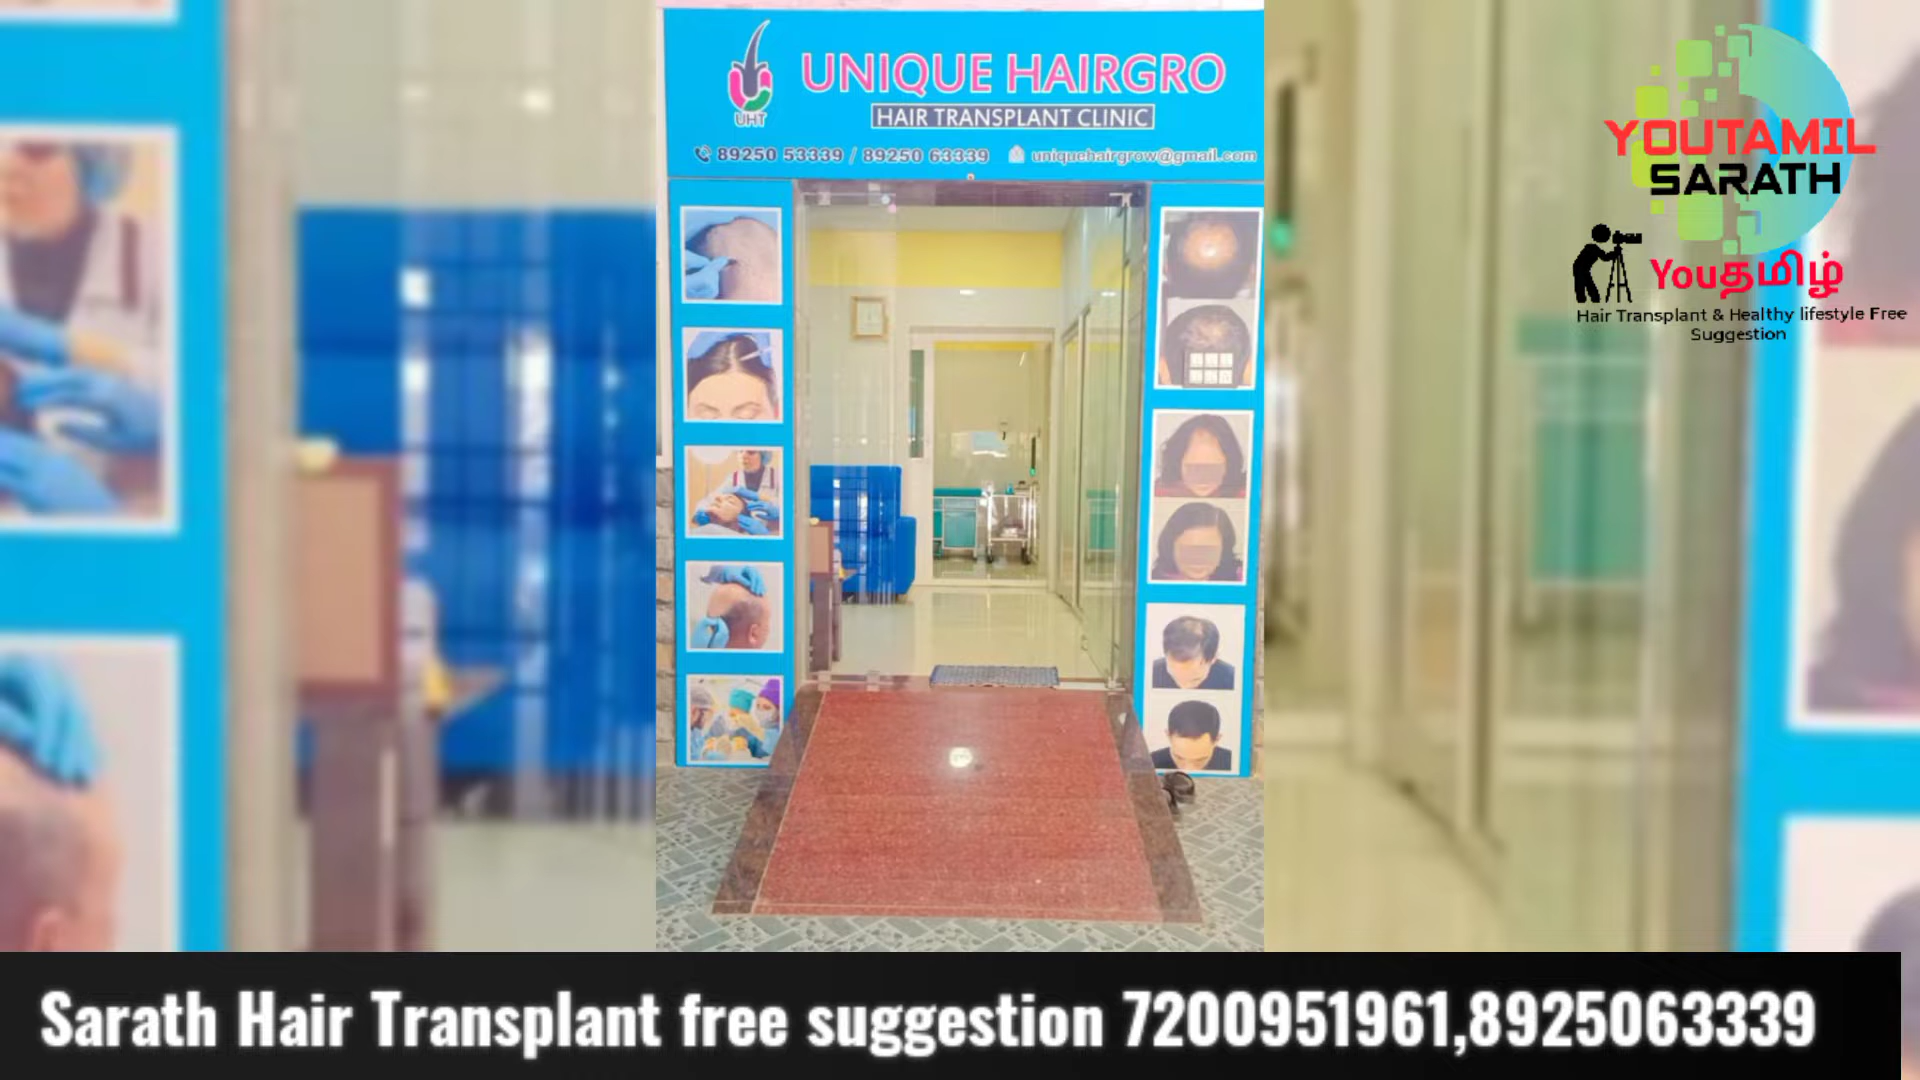 UNIQUE HAIRGRO
HAIR TRANSPLANT CLINIC
UHT
89250 53339 / 89250 63339 uniquehairgrow@gmail.com
YOUTAMIL
SARATH
Youதமிழ்
Hair Transplant & Healthy lifestyle Free
Suggestion
Sarath Hair Transplant free suggestion 7200951961,8925063339